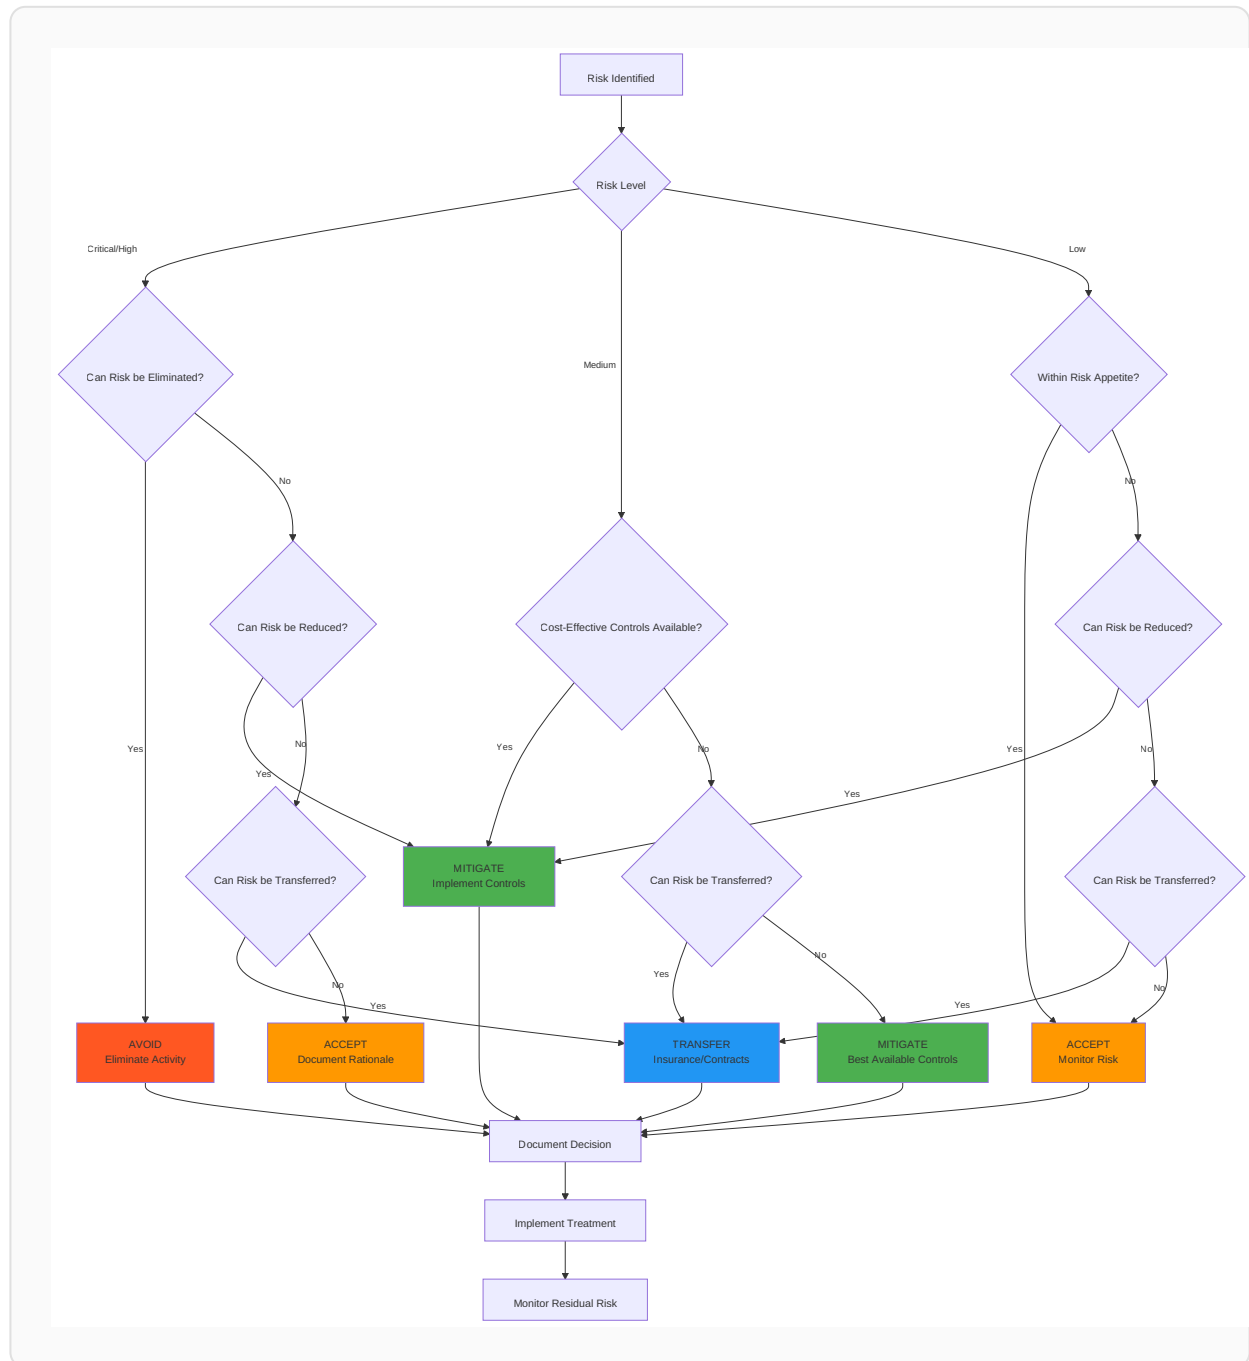 Risk Identified
Risk Level
Critical/High
Low
Medium
Can Risk be Eliminated?
Within Risk Appetite?
No
No
Can Risk be Reduced?
Cost-Effective Controls Available?
Can Risk be Reduced?
Yes
No
Yes
Yes
No
Yes
No
Yes
MITIGATE
Implement Controls
Can Risk be Transferred?
Can Risk be Transferred?
Can Risk be Transferred?
No
Yes
Yes
No
Yes
No
AVOID
Eliminate Activity
ACCEPT
Document Rationale
TRANSFER
Insurance/Contracts
MITIGATE
Best Available Controls
ACCEPT
Monitor Risk
Document Decision
Implement Treatment
Monitor Residual Risk